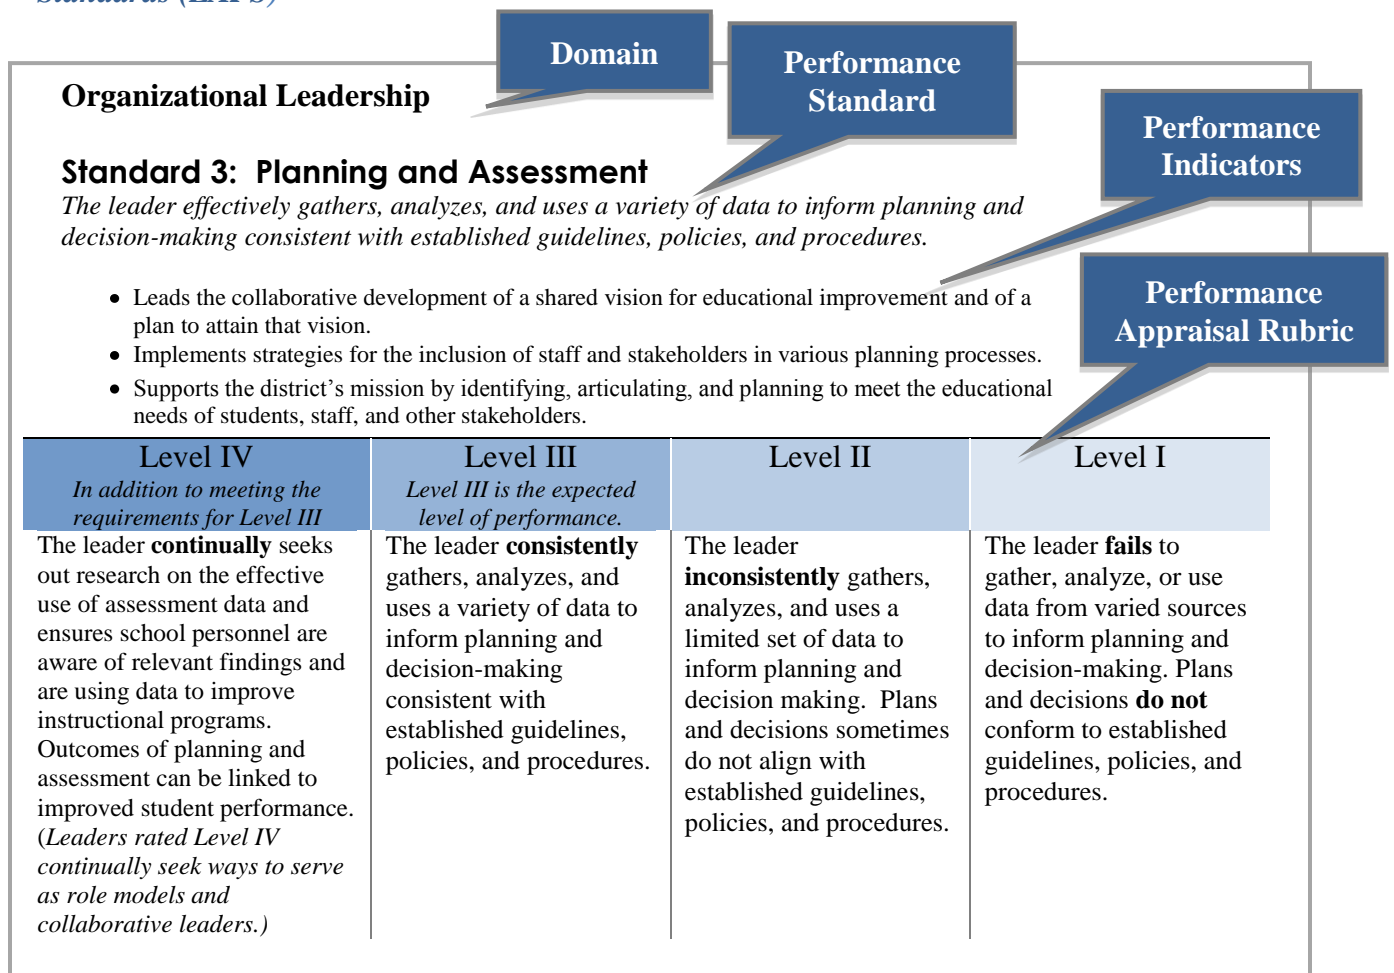 Standards (LAPS)
Domain
Performance
Standard
Performance
Indicators
Performance
Appraisal Rubric
Organizational Leadership
Standard 3:  Planning and Assessment
The leader effectively gathers, analyzes, and uses a variety of data to inform planning and
decision-making consistent with established guidelines, policies, and procedures.
• Leads the collaborative development of a shared vision for educational improvement and of a
plan to attain that vision.
• Implements strategies for the inclusion of staff and stakeholders in various planning processes.
• Supports the district’s mission by identifying, articulating, and planning to meet the educational
needs of students, staff, and other stakeholders.
Level IV
In addition to meeting the
requirements for Level III
Level III
Level III is the expected
level of performance.
Level II
Level I
The leader continually seeks
out research on the effective
use of assessment data and
ensures school personnel are
aware of relevant findings and
are using data to improve
instructional programs.
Outcomes of planning and
assessment can be linked to
improved student performance.
(Leaders rated Level IV
continually seek ways to serve
as role models and
collaborative leaders.)
The leader consistently
gathers, analyzes, and
uses a variety of data to
inform planning and
decision-making
consistent with
established guidelines,
policies, and procedures.
The leader
inconsistently gathers,
analyzes, and uses a
limited set of data to
inform planning and
decision making.  Plans
and decisions sometimes
do not align with
established guidelines,
policies, and procedures.
The leader fails to
gather, analyze, or use
data from varied sources
to inform planning and
decision-making. Plans
and decisions do not
conform to established
guidelines, policies, and
procedures.